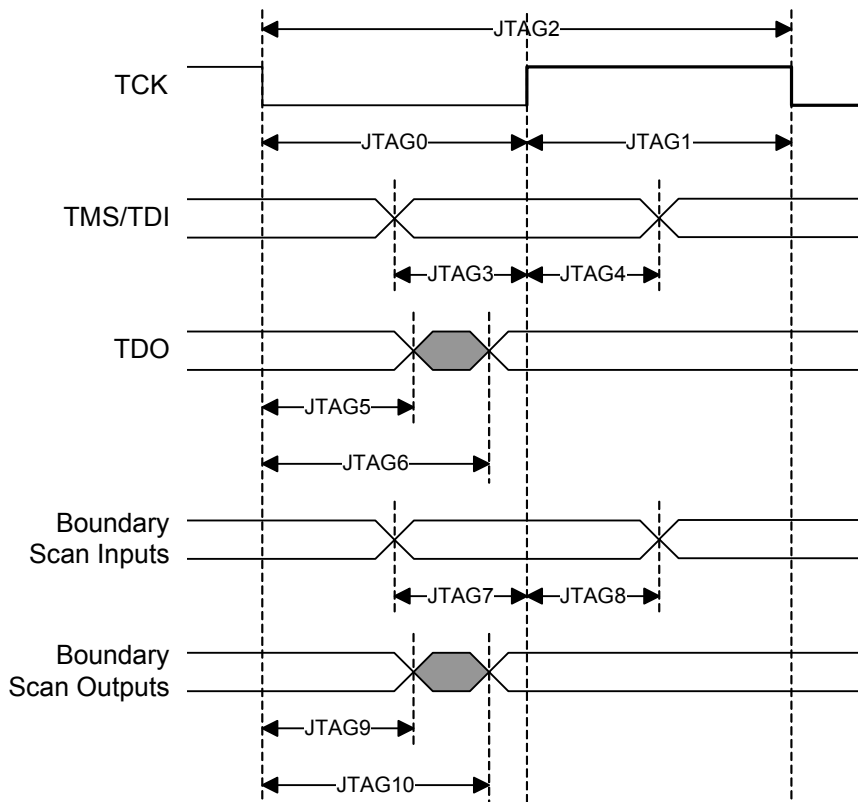 JTAG2
TCK
JTAG0
JTAG1
TMS/TDI
JTAG3
JTAG4
TDO
JTAG5
JTAG6
Boundary
Scan Inputs
JTAG7
JTAG8
Boundary
Scan Outputs
JTAG9
JTAG10